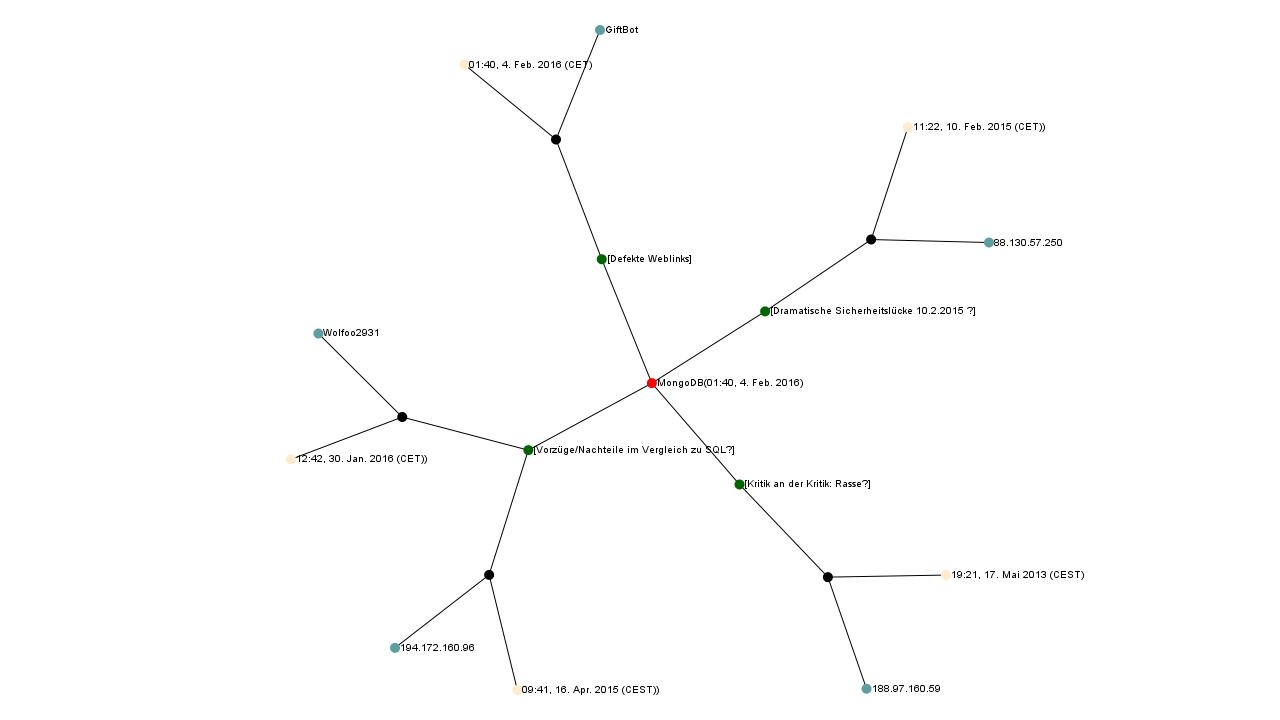 GiftBot
01:40, 4. Feb. 2016 (CET)
11:22, 10. Feb. 2015 (CET))
88.130.57.250
[Defekte Weblinks]
[Dramatische Sicherheitslücke 10.2.2015 ?]
Wolfoo2931
MongoDB(01:40, 4. Feb. 2016)
[Vorzüge/Nachteile im Vergleich zu SQL?]
12:42, 30. Jan. 2016 (CET))
[Kritik an der Kritik: Rasse?]
19:21, 17. Mai 2013 (CEST)
194.172.160.96
09:41, 16. Apr. 2015 (CEST))
188.97.160.59